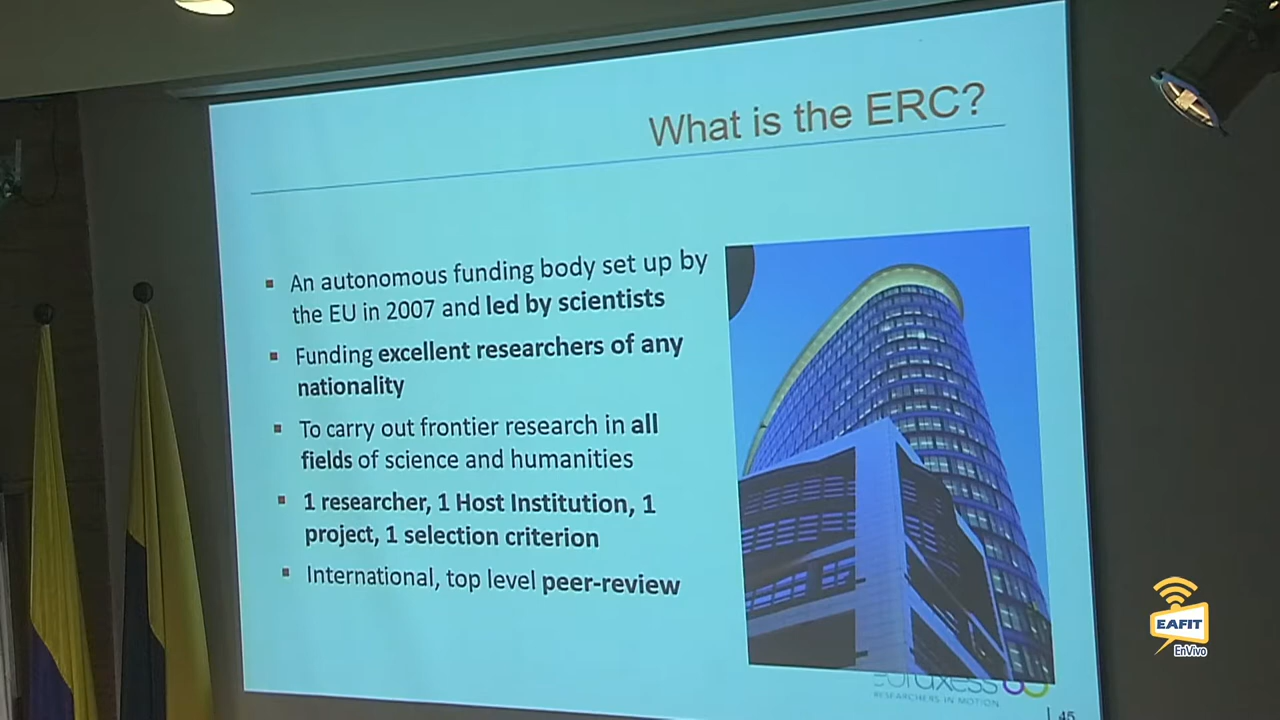 What is the ERC?
▪ An autonomous funding body set up by
the EU in 2007 and led by scientists
▪ Funding excellent researchers of any
nationality
▪ To carry out frontier research in all
fields of science and humanities
▪ 1 researcher, 1 Host Institution, 1
project, 1 selection criterion
▪ International, top level peer-review
euraxess
RESEARCHERS IN MOTION
45
EAFIT
EnVivo